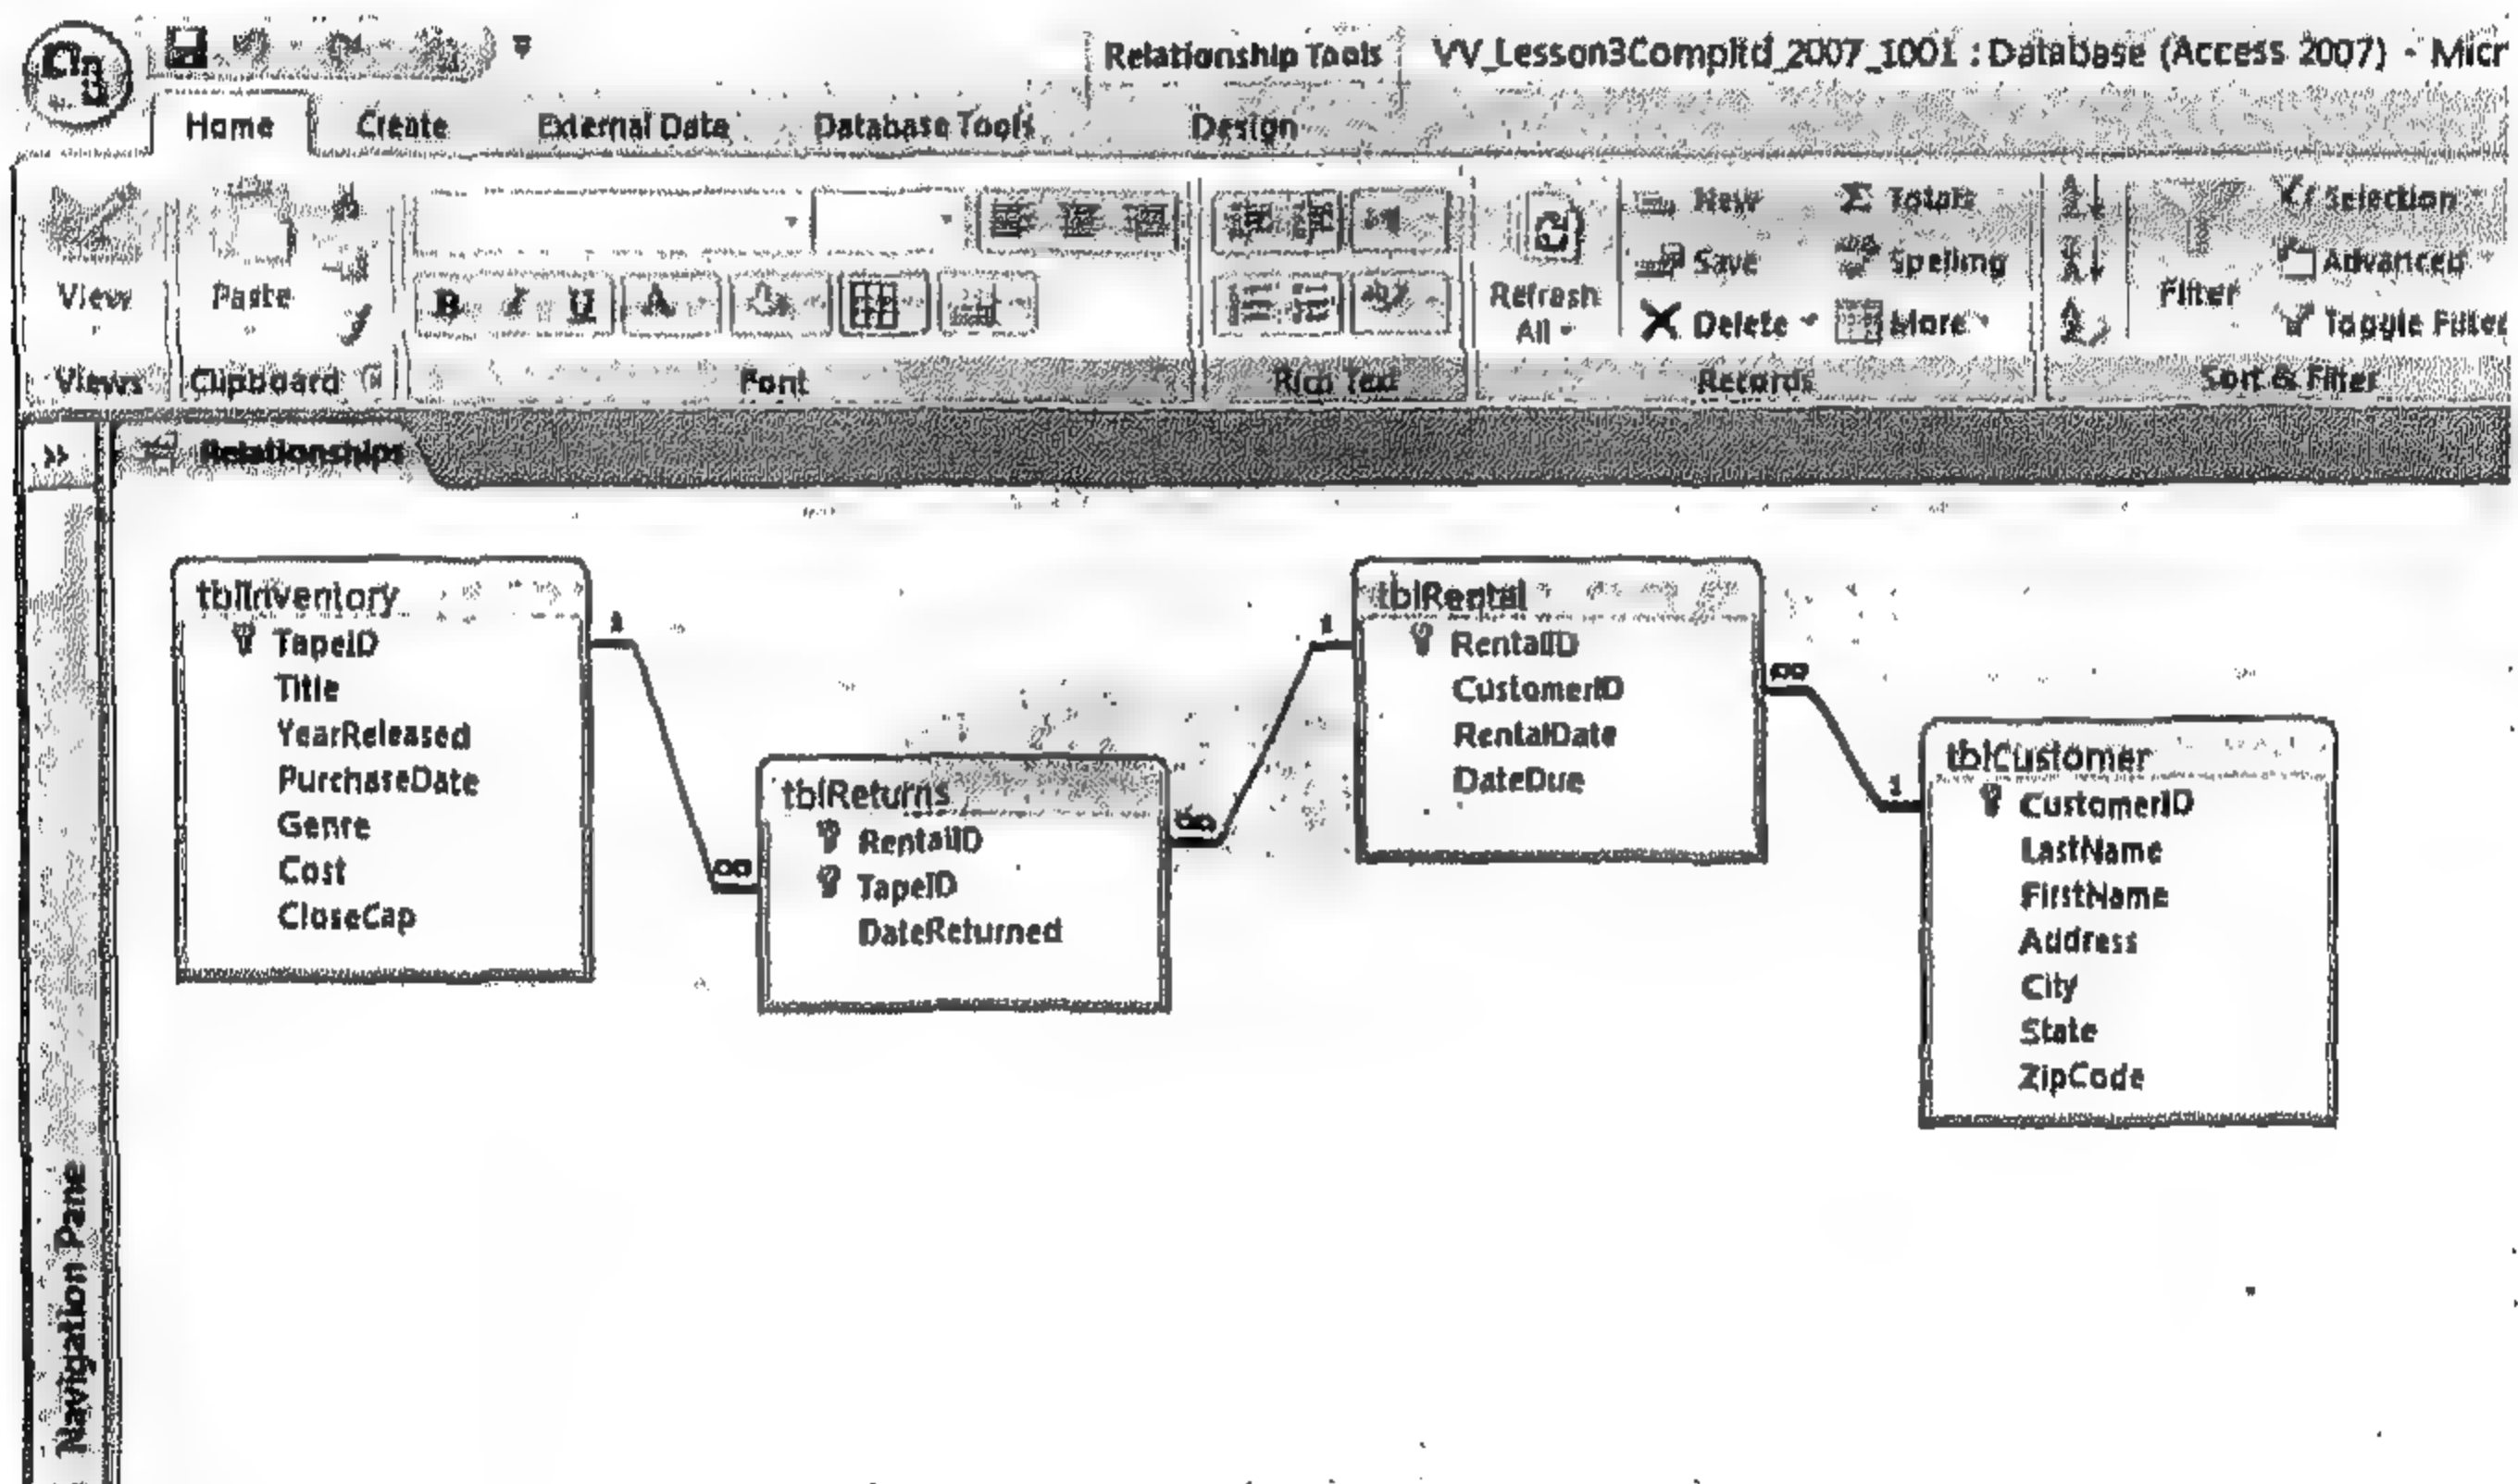 Relationship Tools VV_Lesson3Compltd_2007_1001 : Database (Access 2007) - Micr
Home Create External Data Database Tools Design
New Totals Selection
View Paste Save Spelling Advanced
B I U A Refresh All Delete More Filter Toggle Filter
Views Clipboard Font Rich Text Records Sort & Filter
» Relationships
tblInventory
TapeID
Title
YearReleased
PurchaseDate
Genre
Cost
CloseCap
1
∞
tblReturns
RentalID
TapeID
DateReturned
∞
1
tblRental
RentalID
CustomerID
RentalDate
DateDue
∞
1
tblCustomer
CustomerID
LastName
FirstName
Address
City
State
ZipCode
Navigation Pane